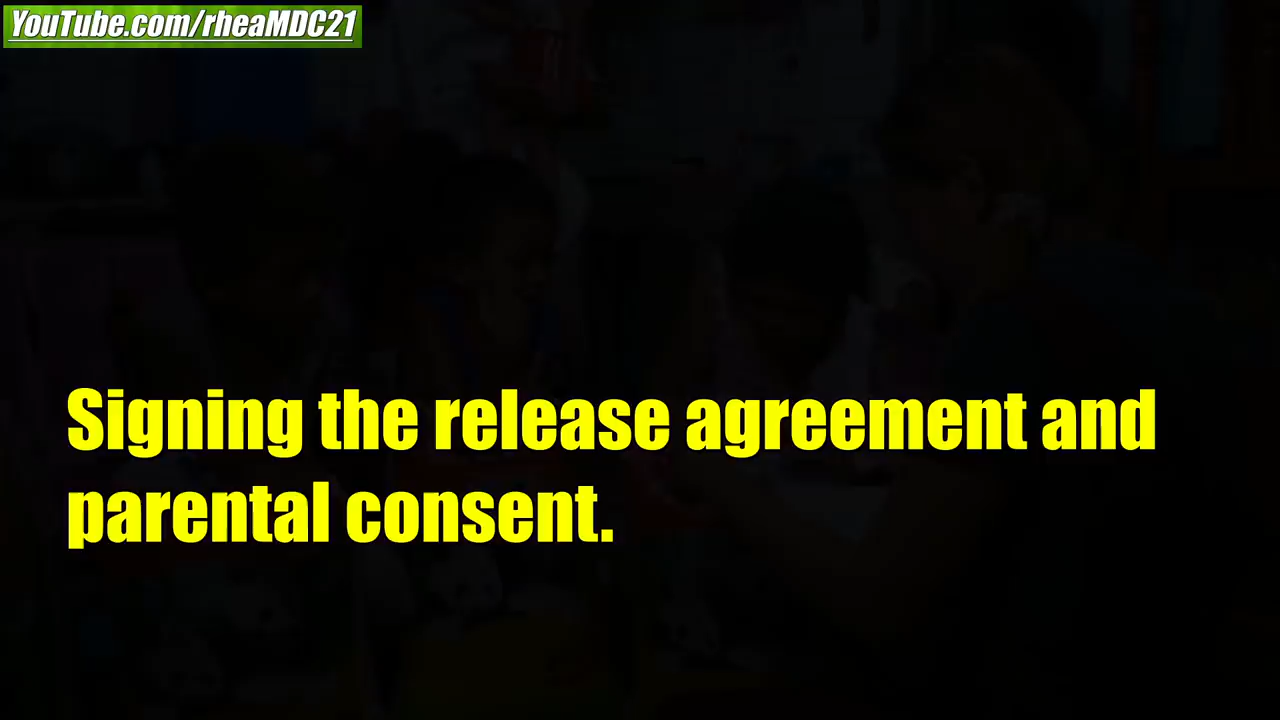 YouTube.com/rheaMDC21
Signing the release agreement and
parental consent.